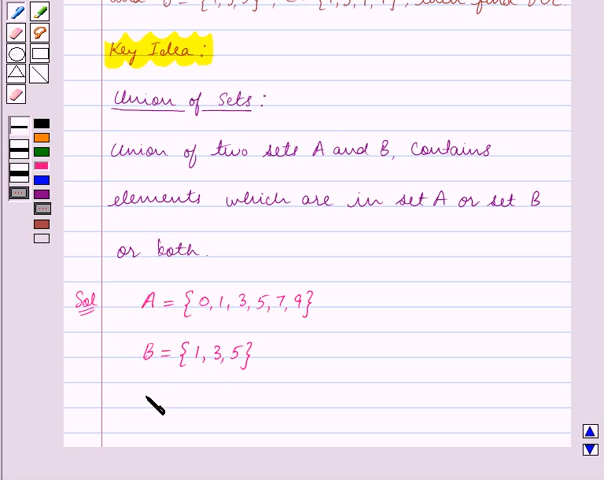 Key Idea :
Union of Sets :
Union of two sets A and B, contains
elements which are in set A or set B
or both.
Sol A = {0, 1, 3, 5, 7, 9}
B = {1, 3, 5}